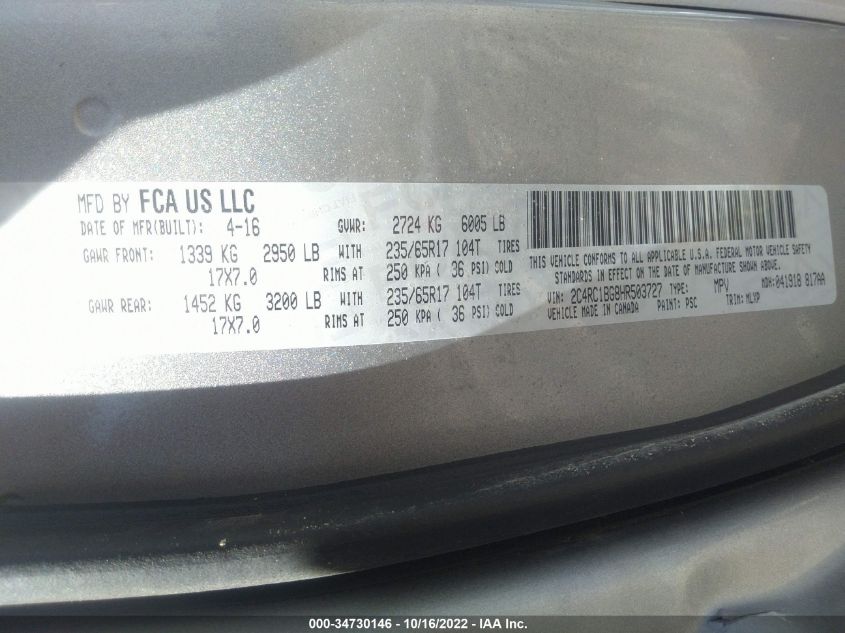 MFD BY FCA US LLC
DATE OF MFR(BUILT): 4-16 GVWR: 2724 KG 6005 LB
GAWR FRONT: 1339 KG 2950 LB WITH 235/65R17 104T TIRES
17X7.0 RIMS AT 250 KPA ( 36 PSI) COLD
GAWR REAR: 1452 KG 3200 LB WITH 235/65R17 104T TIRES
17X7.0 RIMS AT 250 KPA ( 36 PSI) COLD
THIS VEHICLE CONFORMS TO ALL APPLICABLE U.S.A. FEDERAL MOTOR VEHICLE SAFETY
STANDARDS IN EFFECT ON THE DATE OF MANUFACTURE SHOWN ABOVE.
VIN: 2C4RC1BG8HR503727 TYPE: MPV MDH:041918 817AA
VEHICLE MADE IN CANADA PAINT: PSC TRIM: MLXP
000-34730146 - 10/16/2022 - IAA Inc.